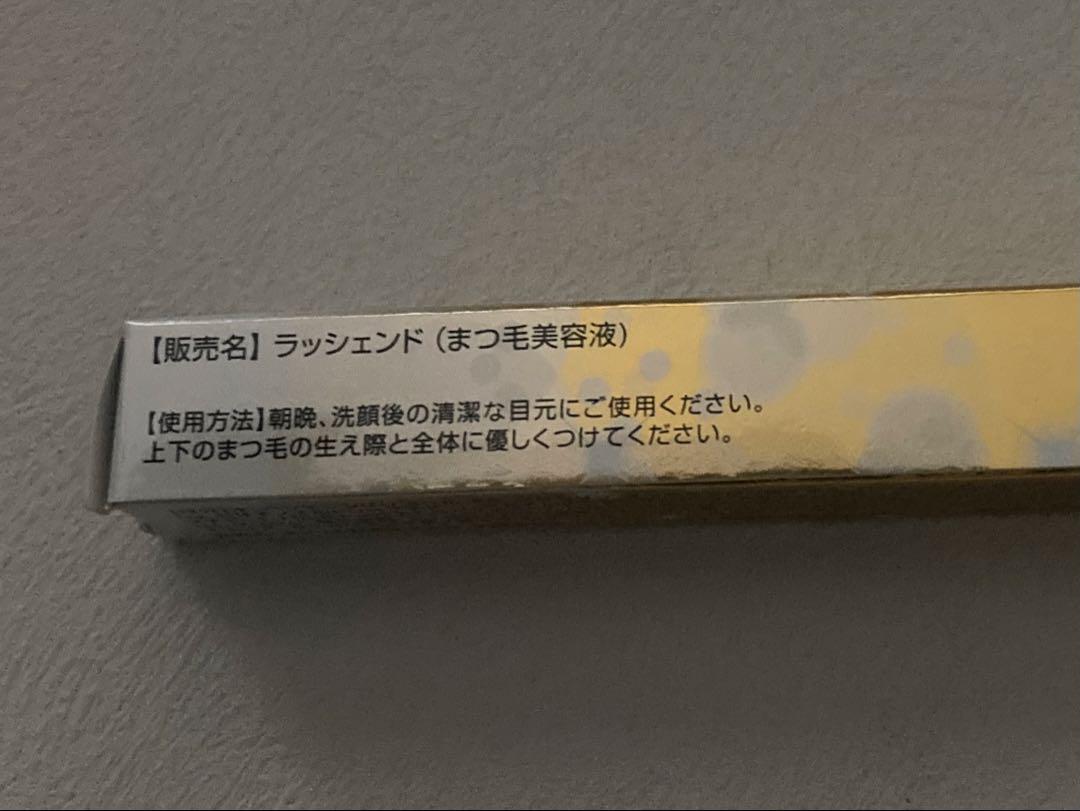 【販売名】ラッシェンド（まつ毛美容液）
【使用方法】朝晩、洗顔後の清潔な目元にご使用ください。
上下のまつ毛の生え際と全体に優しくつけてください。